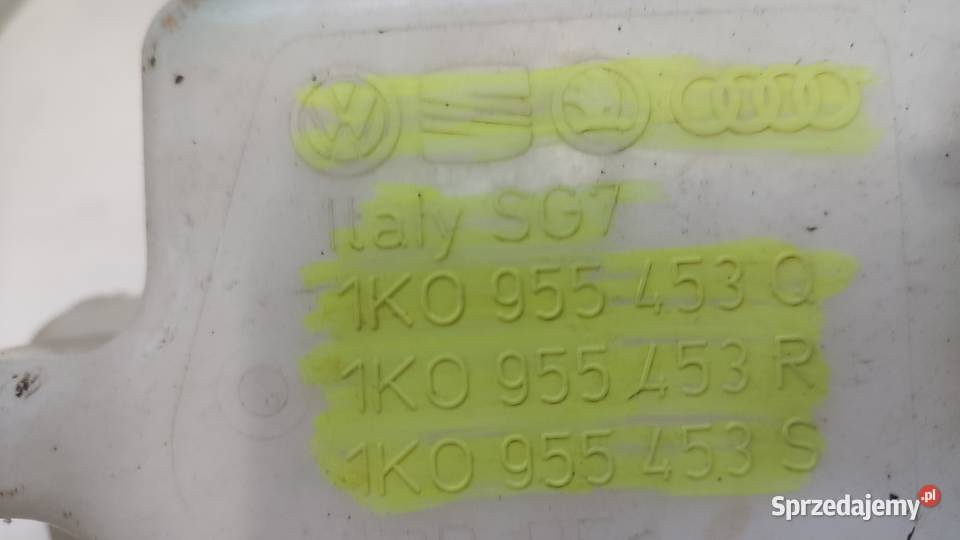 Italy SG7
1K0 955 453 Q
1K0 955 453 R
1K0 955 453 S
Sprzedajemy.pl